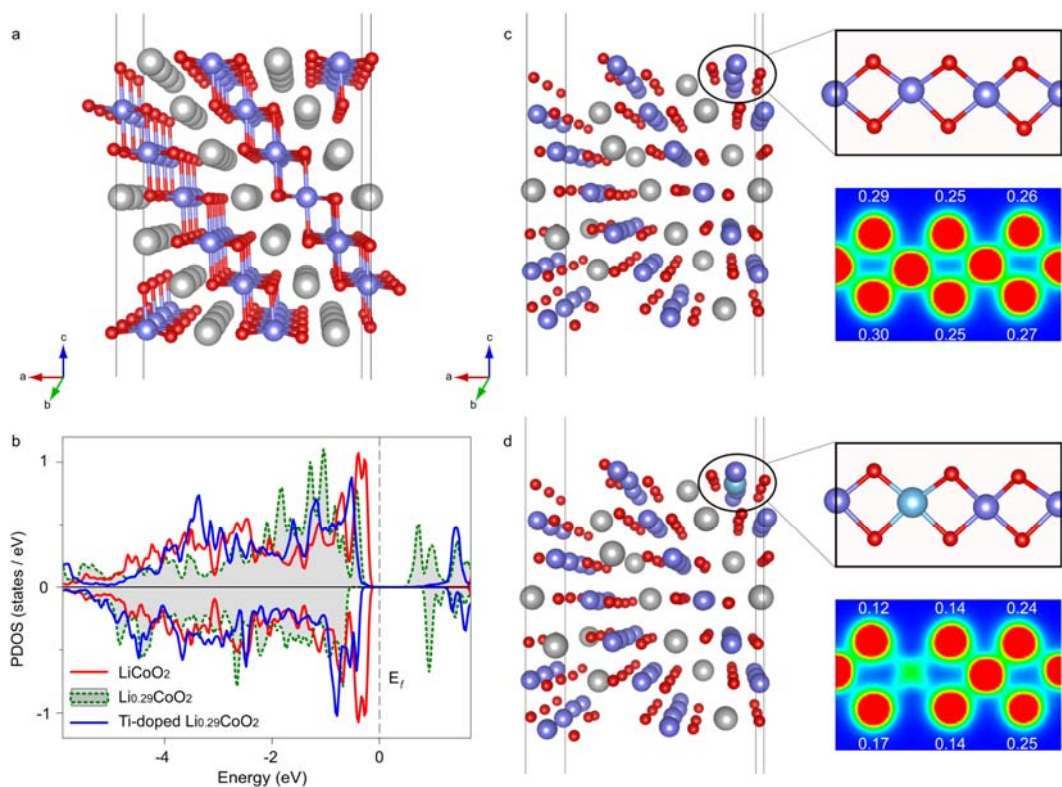 a
c
b
a
b
1
0
-1
PDOS (states / eV)
LiCoO2
Li0.29CoO2
Ti-doped Li0.29CoO2
Ef
-4
-2
0
Energy (eV)
c
c
b
a
0.29 0.25 0.26
0.30 0.25 0.27
d
0.12 0.14 0.24
0.17 0.14 0.25